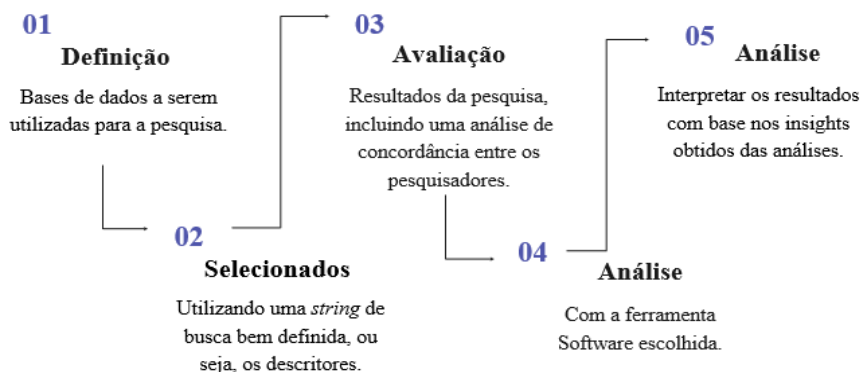 01
Definição
Bases de dados a serem
utilizadas para a pesquisa.
02
Selecionados
Utilizando uma string de
busca bem definida, ou
seja, os descritores.
03
Avaliação
Resultados da pesquisa,
incluindo uma análise de
concordância entre os
pesquisadores.
04
Análise
Com a ferramenta
Software escolhida.
05
Análise
Interpretar os resultados
com base nos insights
obtidos das análises.